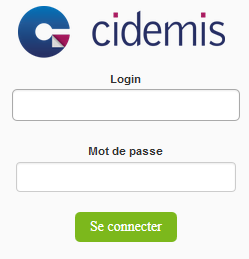 cidemis
Login
Mot de passe
Se connecter